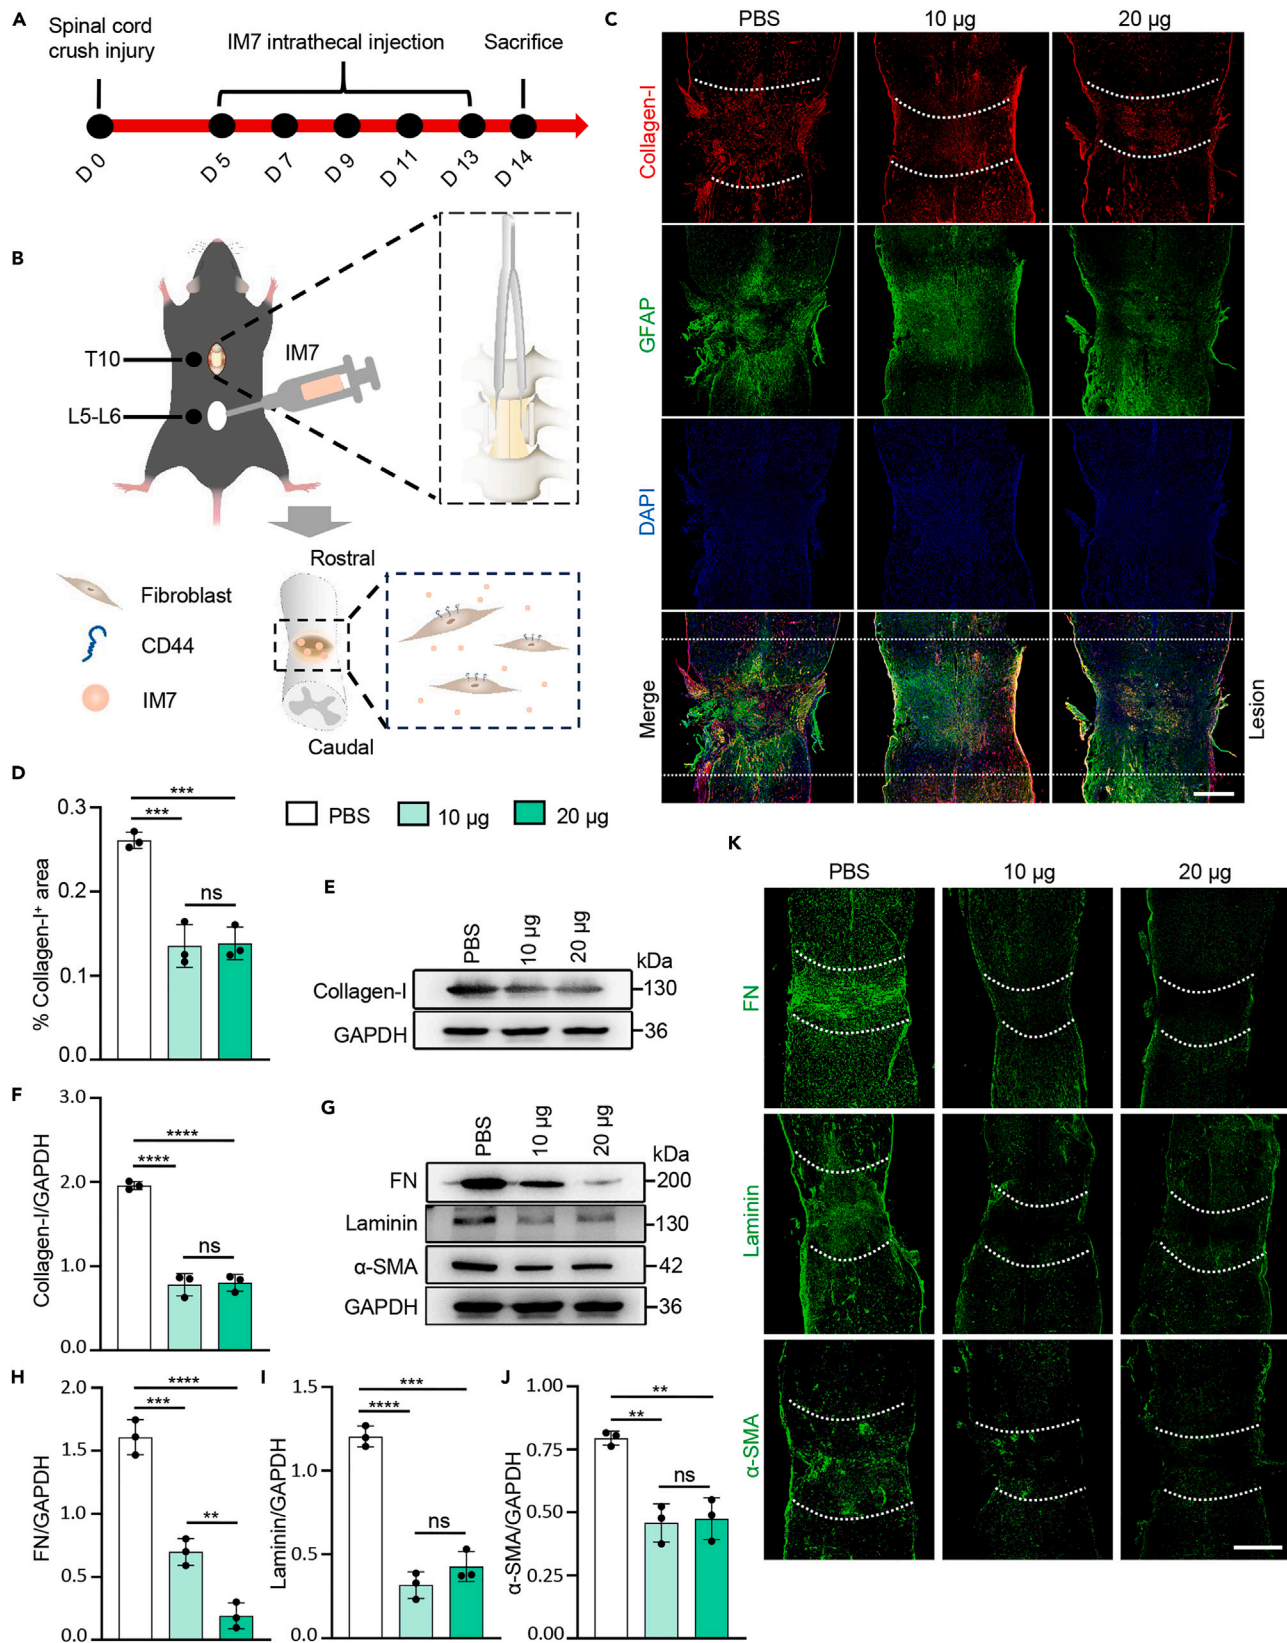 A
Spinal cord
crush injury
IM7 intrathecal injection
Sacrifice
D 0
D 5
D 7
D 9
D 11
D 13
D 14
B
T10
L5-L6
IM7
Rostral
Caudal
Fibroblast
CD44
IM7
C
PBS
10 µg
20 µg
Collagen-I
GFAP
DAPI
Merge
Lesion
D
***
***
ns
0.3
0.2
0.1
0.0
% Collagen-I⁺ area
PBS
10 µg
20 µg
E
PBS
10 µg
20 µg
kDa
Collagen-I
130
GAPDH
36
F
****
****
ns
3.0
2.0
1.0
0.0
Collagen-I/GAPDH
G
PBS
10 µg
20 µg
kDa
FN
200
Laminin
130
α-SMA
42
GAPDH
36
H
****
***
**
2.0
1.5
1.0
0.5
0.0
FN/GAPDH
I
***
****
ns
1.5
1.0
0.5
0.0
Laminin/GAPDH
J
**
**
ns
1.00
0.75
0.50
0.25
0.00
α-SMA/GAPDH
K
PBS
10 µg
20 µg
FN
Laminin
α-SMA